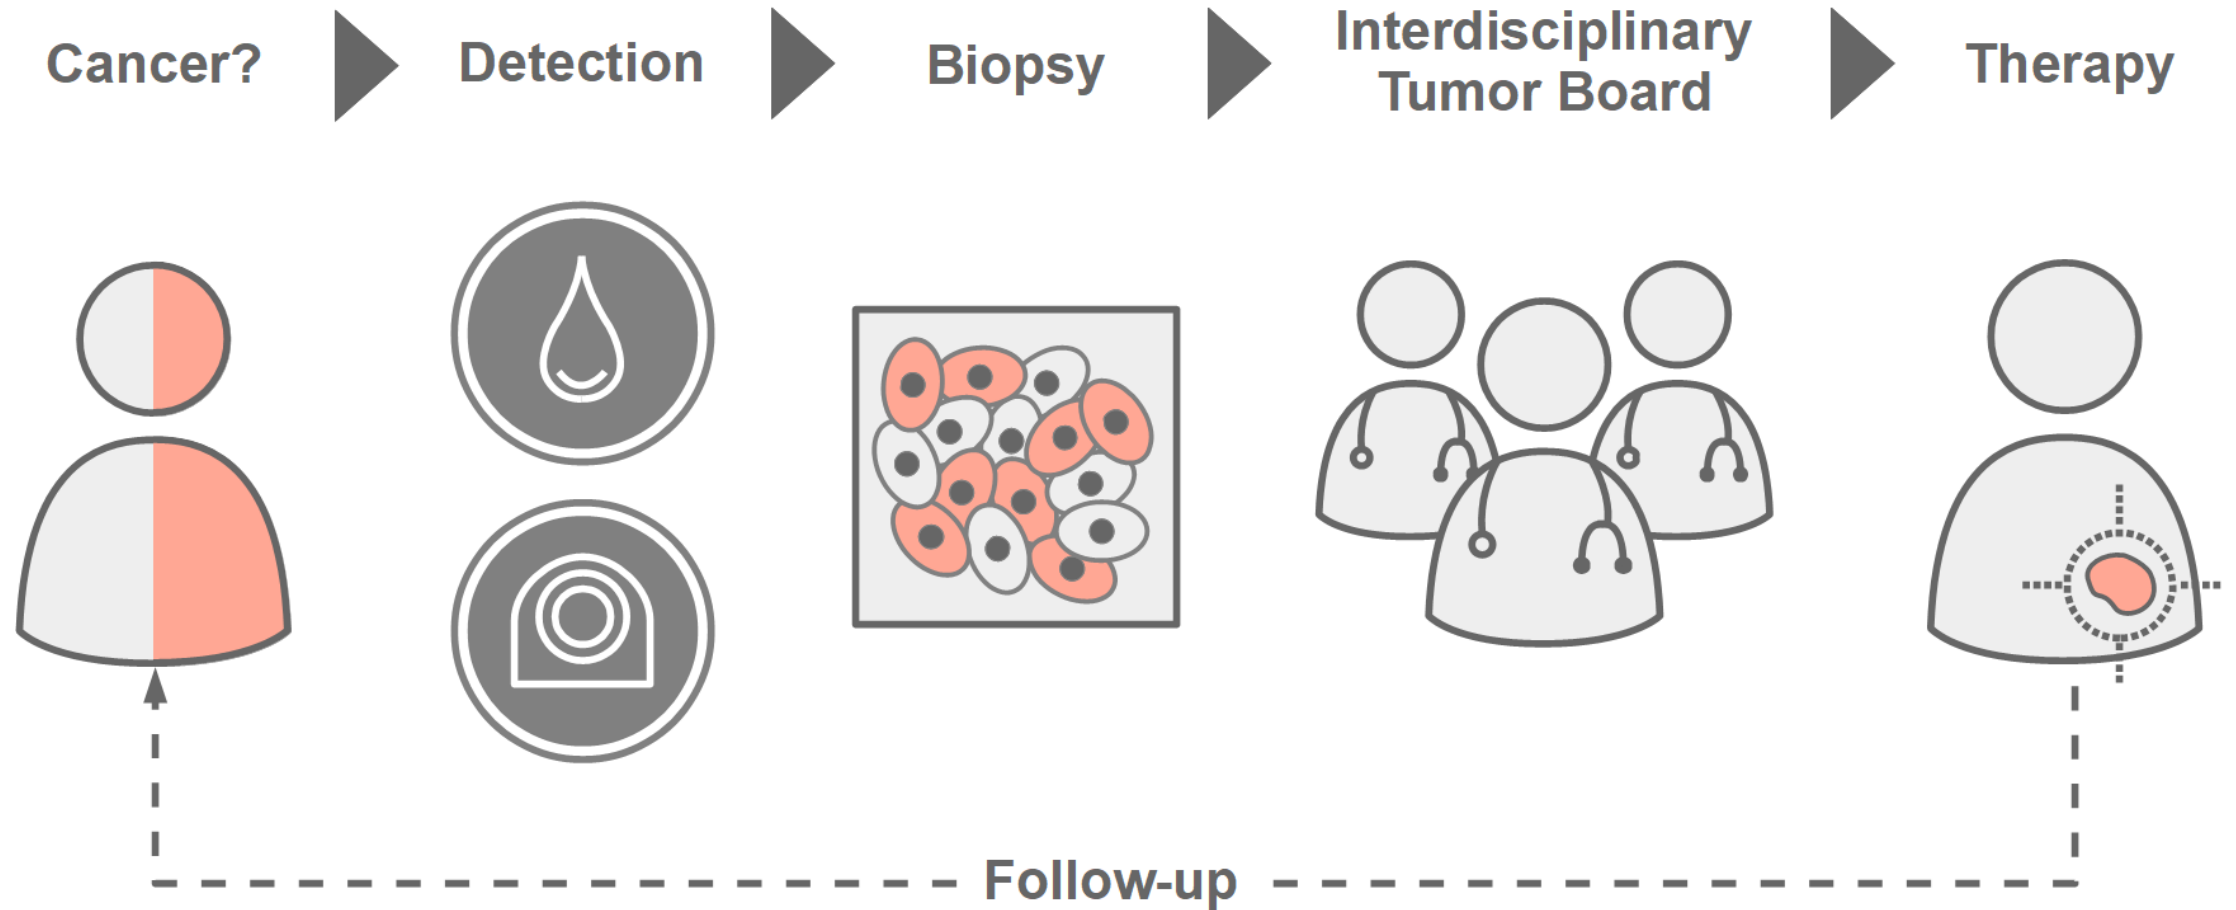 Cancer?
Detection
Biopsy
Interdisciplinary
Tumor Board
Therapy
Follow-up